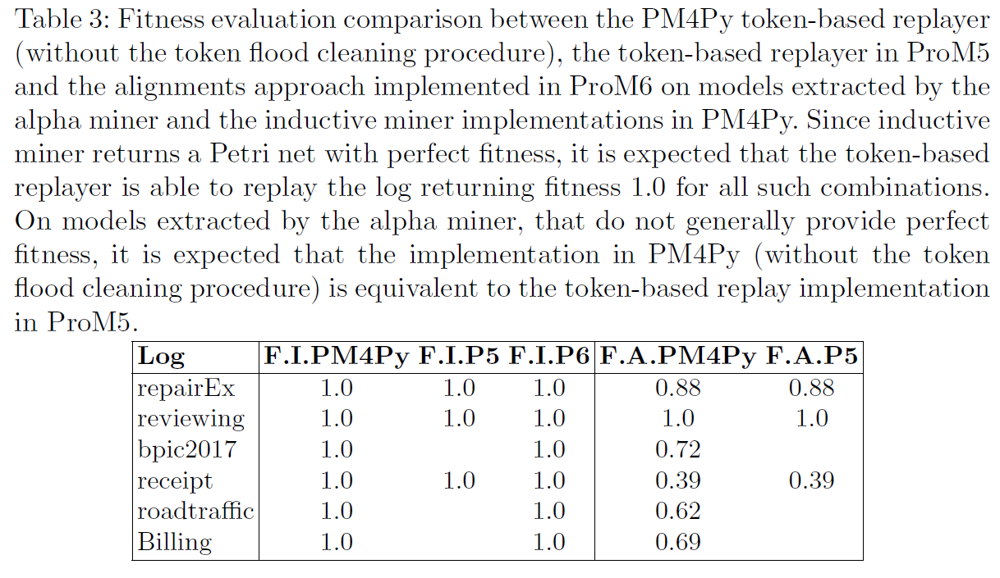 Table 3: Fitness evaluation comparison between the PM4Py token-based replayer
(without the token flood cleaning procedure), the token-based replayer in ProM5
and the alignments approach implemented in ProM6 on models extracted by the
alpha miner and the inductive miner implementations in PM4Py. Since inductive
miner returns a Petri net with perfect fitness, it is expected that the token-based
replayer is able to replay the log returning fitness 1.0 for all such combinations.
On models extracted by the alpha miner, that do not generally provide perfect
fitness, it is expected that the implementation in PM4Py (without the token
flood cleaning procedure) is equivalent to the token-based replay implementation
in ProM5.
Log F.I.PM4Py F.I.P5 F.I.P6 F.A.PM4Py F.A.P5
repairEx 1.0 1.0 1.0 0.88 0.88
reviewing 1.0 1.0 1.0 1.0 1.0
bpic2017 1.0 1.0 0.72
receipt 1.0 1.0 1.0 0.39 0.39
roadtraffic 1.0 1.0 0.62
Billing 1.0 1.0 0.69